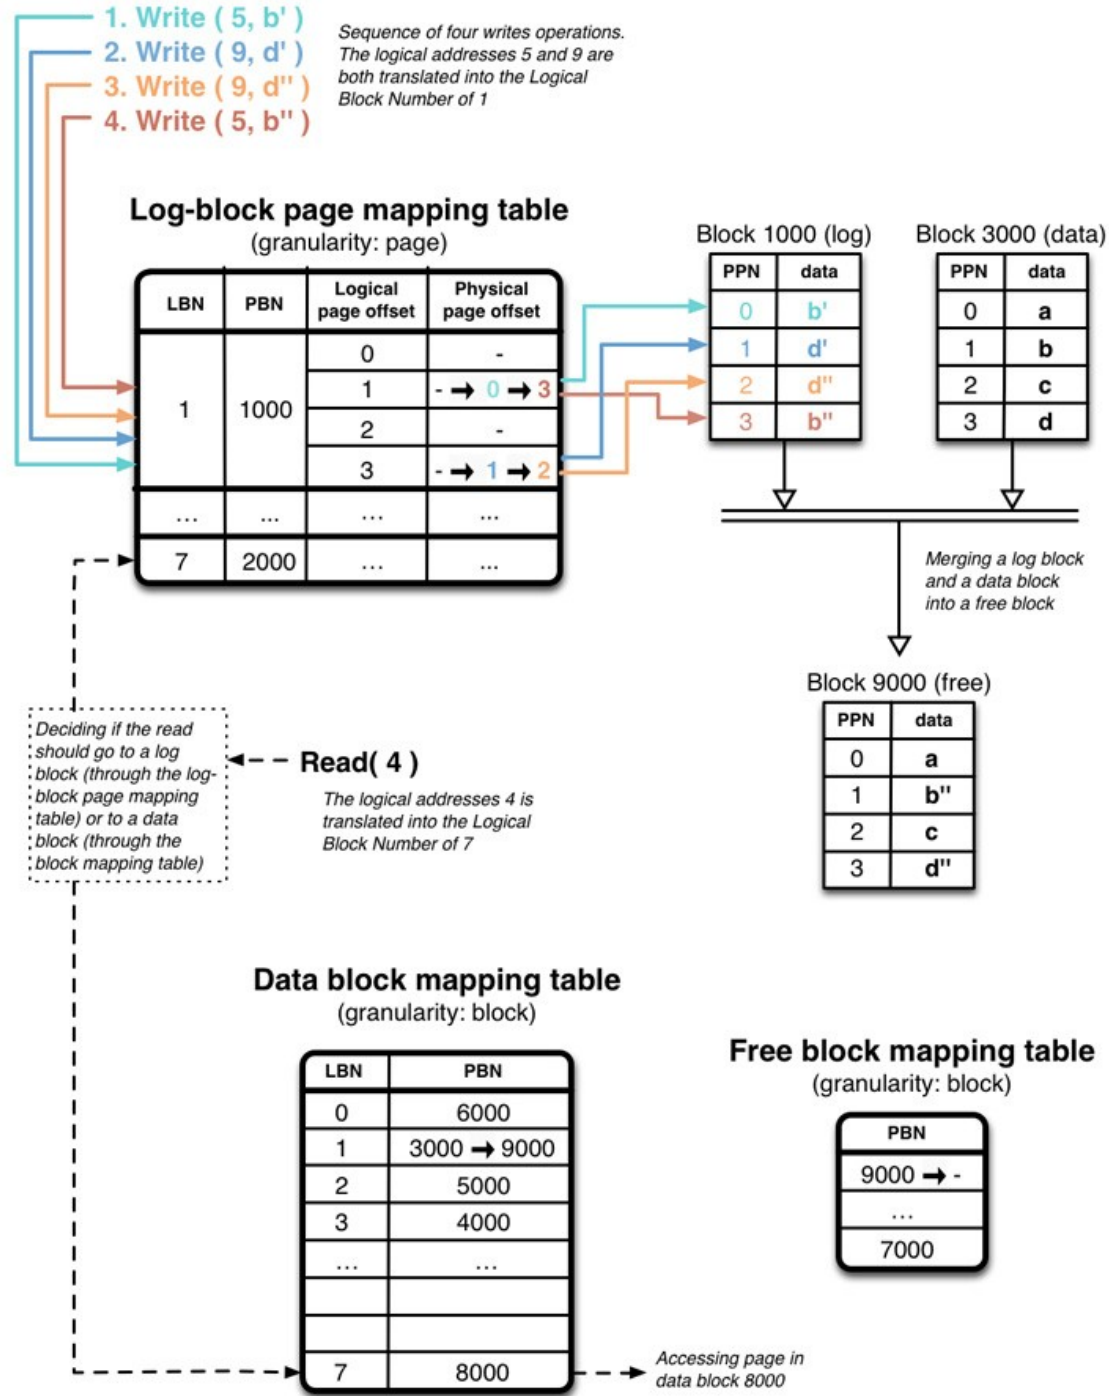 1. Write ( 5, b' )
2. Write ( 9, d' )
3. Write ( 9, d'' )
4. Write ( 5, b'' )
Sequence of four writes operations.
The logical addresses 5 and 9 are
both translated into the Logical
Block Number of 1
Log-block page mapping table
(granularity: page)
LBN PBN Logical page offset Physical page offset
1 1000
0 -
1 - → 0 → 3
2 -
3 - → 1 → 2
... ... ... ...
7 2000 ... ...
Block 1000 (log)
PPN data
0 b'
1 d'
2 d''
3 b''
Block 3000 (data)
PPN data
0 a
1 b
2 c
3 d
Merging a log block
and a data block
into a free block
Block 9000 (free)
PPN data
0 a
1 b''
2 c
3 d''
Deciding if the read
should go to a log
block (through the log-
block page mapping
table) or to a data
block (through the
block mapping table)
Read( 4 )
The logical addresses 4 is
translated into the Logical
Block Number of 7
Data block mapping table
(granularity: block)
LBN PBN
0 6000
1 3000 → 9000
2 5000
3 4000
... ...
7 8000
Accessing page in
data block 8000
Free block mapping table
(granularity: block)
PBN
9000 → -
...
7000